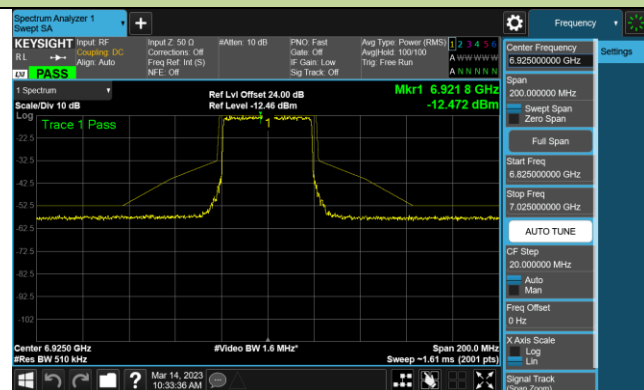 Spectrum Analyzer 1
Swept SA
Frequency
KEYSIGHT
Input: RF
Coupling: DC
Align: Auto
Input Z: 50 Ω
Corrections: Off
Freq Ref: Int (S)
NFE: Off
#Atten: 10 dB
PNO: Fast
Gate: Off
IF Gain: Low
Sig Track: Off
Avg Type: Power (RMS)
Avg|Hold: 100/100
Trig: Free Run
1 2 3 4 5 6
A W W W W W
A N N N N N
R L
LXI PASS
1 Spectrum
Scale/Div 10 dB
Ref Lvl Offset 24.00 dB
Ref Level -12.46 dBm
Mkr1 6.921 8 GHz
-12.472 dBm
Log
Trace 1 Pass
1
-22.5
-32.5
-42.5
-52.5
-62.5
-72.5
-82.5
-92.5
-102
Center 6.9250 GHz
#Res BW 510 kHz
#Video BW 1.6 MHz*
Span 200.0 MHz
Sweep ~1.61 ms (2001 pts)
Mar 14, 2023
10:33:36 AM
Center Frequency
6.925000000 GHz
Settings
Span
200.000000 MHz
Swept Span
Zero Span
Full Span
Start Freq
6.825000000 GHz
Stop Freq
7.025000000 GHz
AUTO TUNE
CF Step
20.000000 MHz
Auto
Man
Freq Offset
0 Hz
X Axis Scale
Log
Lin
Signal Track
(Span Zoom)